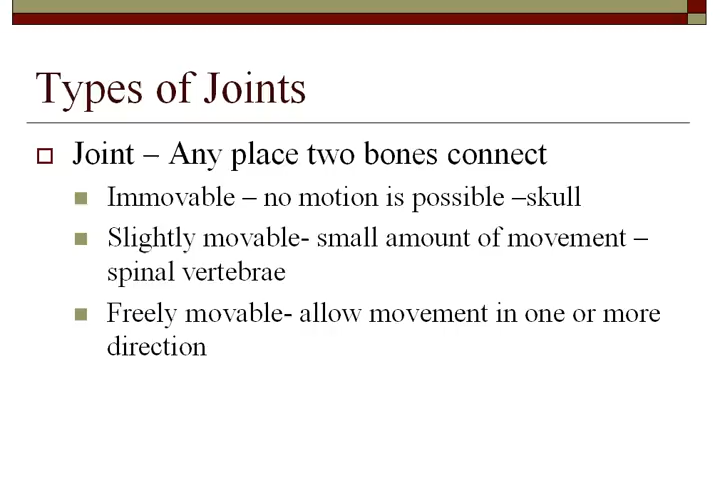 Types of Joints
Joint – Any place two bones connect
Immovable – no motion is possible –skull
Slightly movable- small amount of movement –
spinal vertebrae
Freely movable- allow movement in one or more
direction